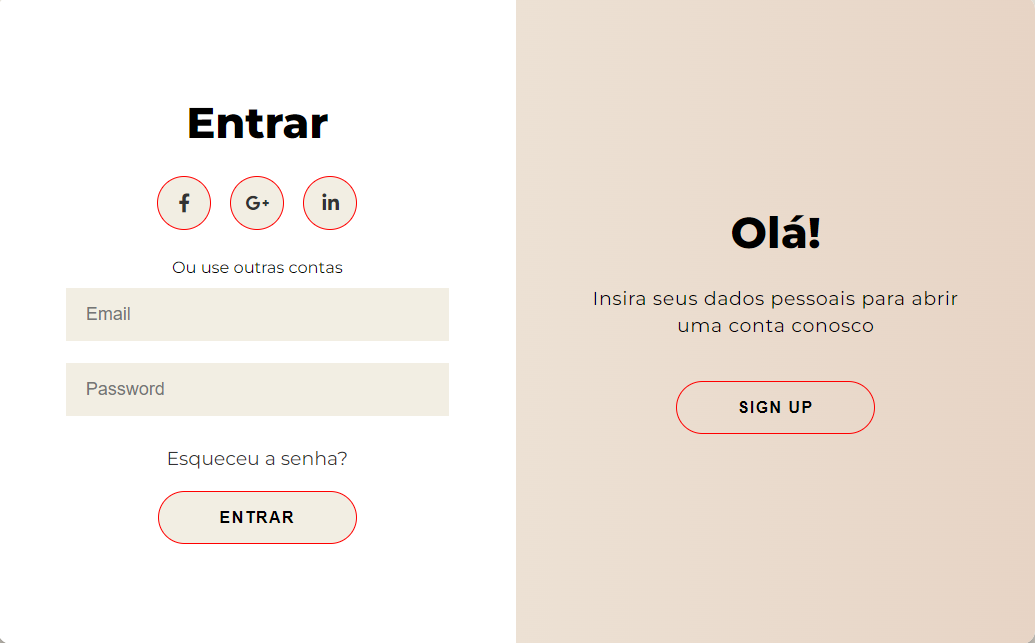 Entrar
f
G+
in
Ou use outras contas
Email
Password
Esqueceu a senha?
ENTRAR
Olá!
Insira seus dados pessoais para abrir
uma conta conosco
SIGN UP